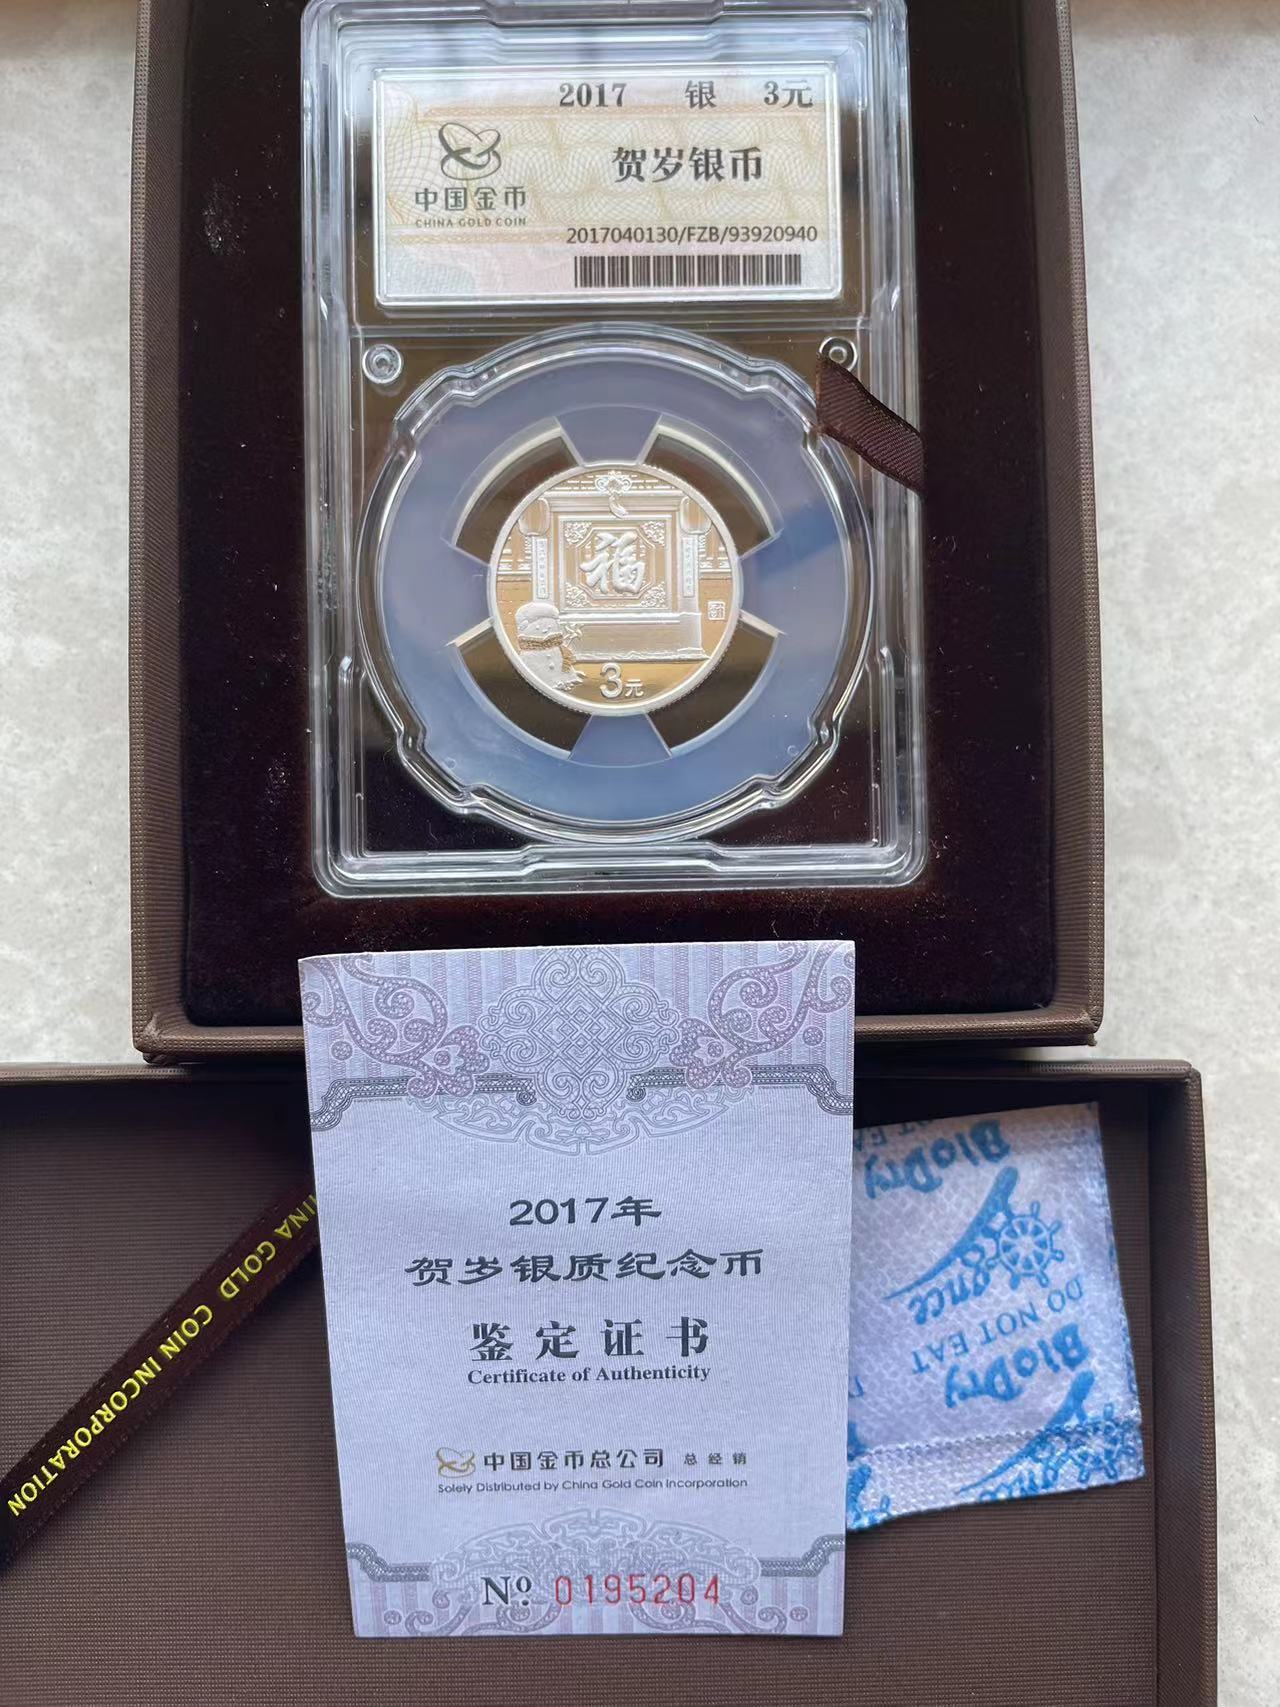 2017 银 3元
中国金币
CHINA GOLD COIN
贺岁银币
2017040130/FZB/93920940
福
3元
2017年
贺岁银质纪念币
鉴定证书
Certificate of Authenticity
中国金币总公司 总经销
Solely Distributed by China Gold Coin Incorporation
№ 0195204
GOLD COIN INCORPORATION
BioDry
DO NOT EAT
BioDry